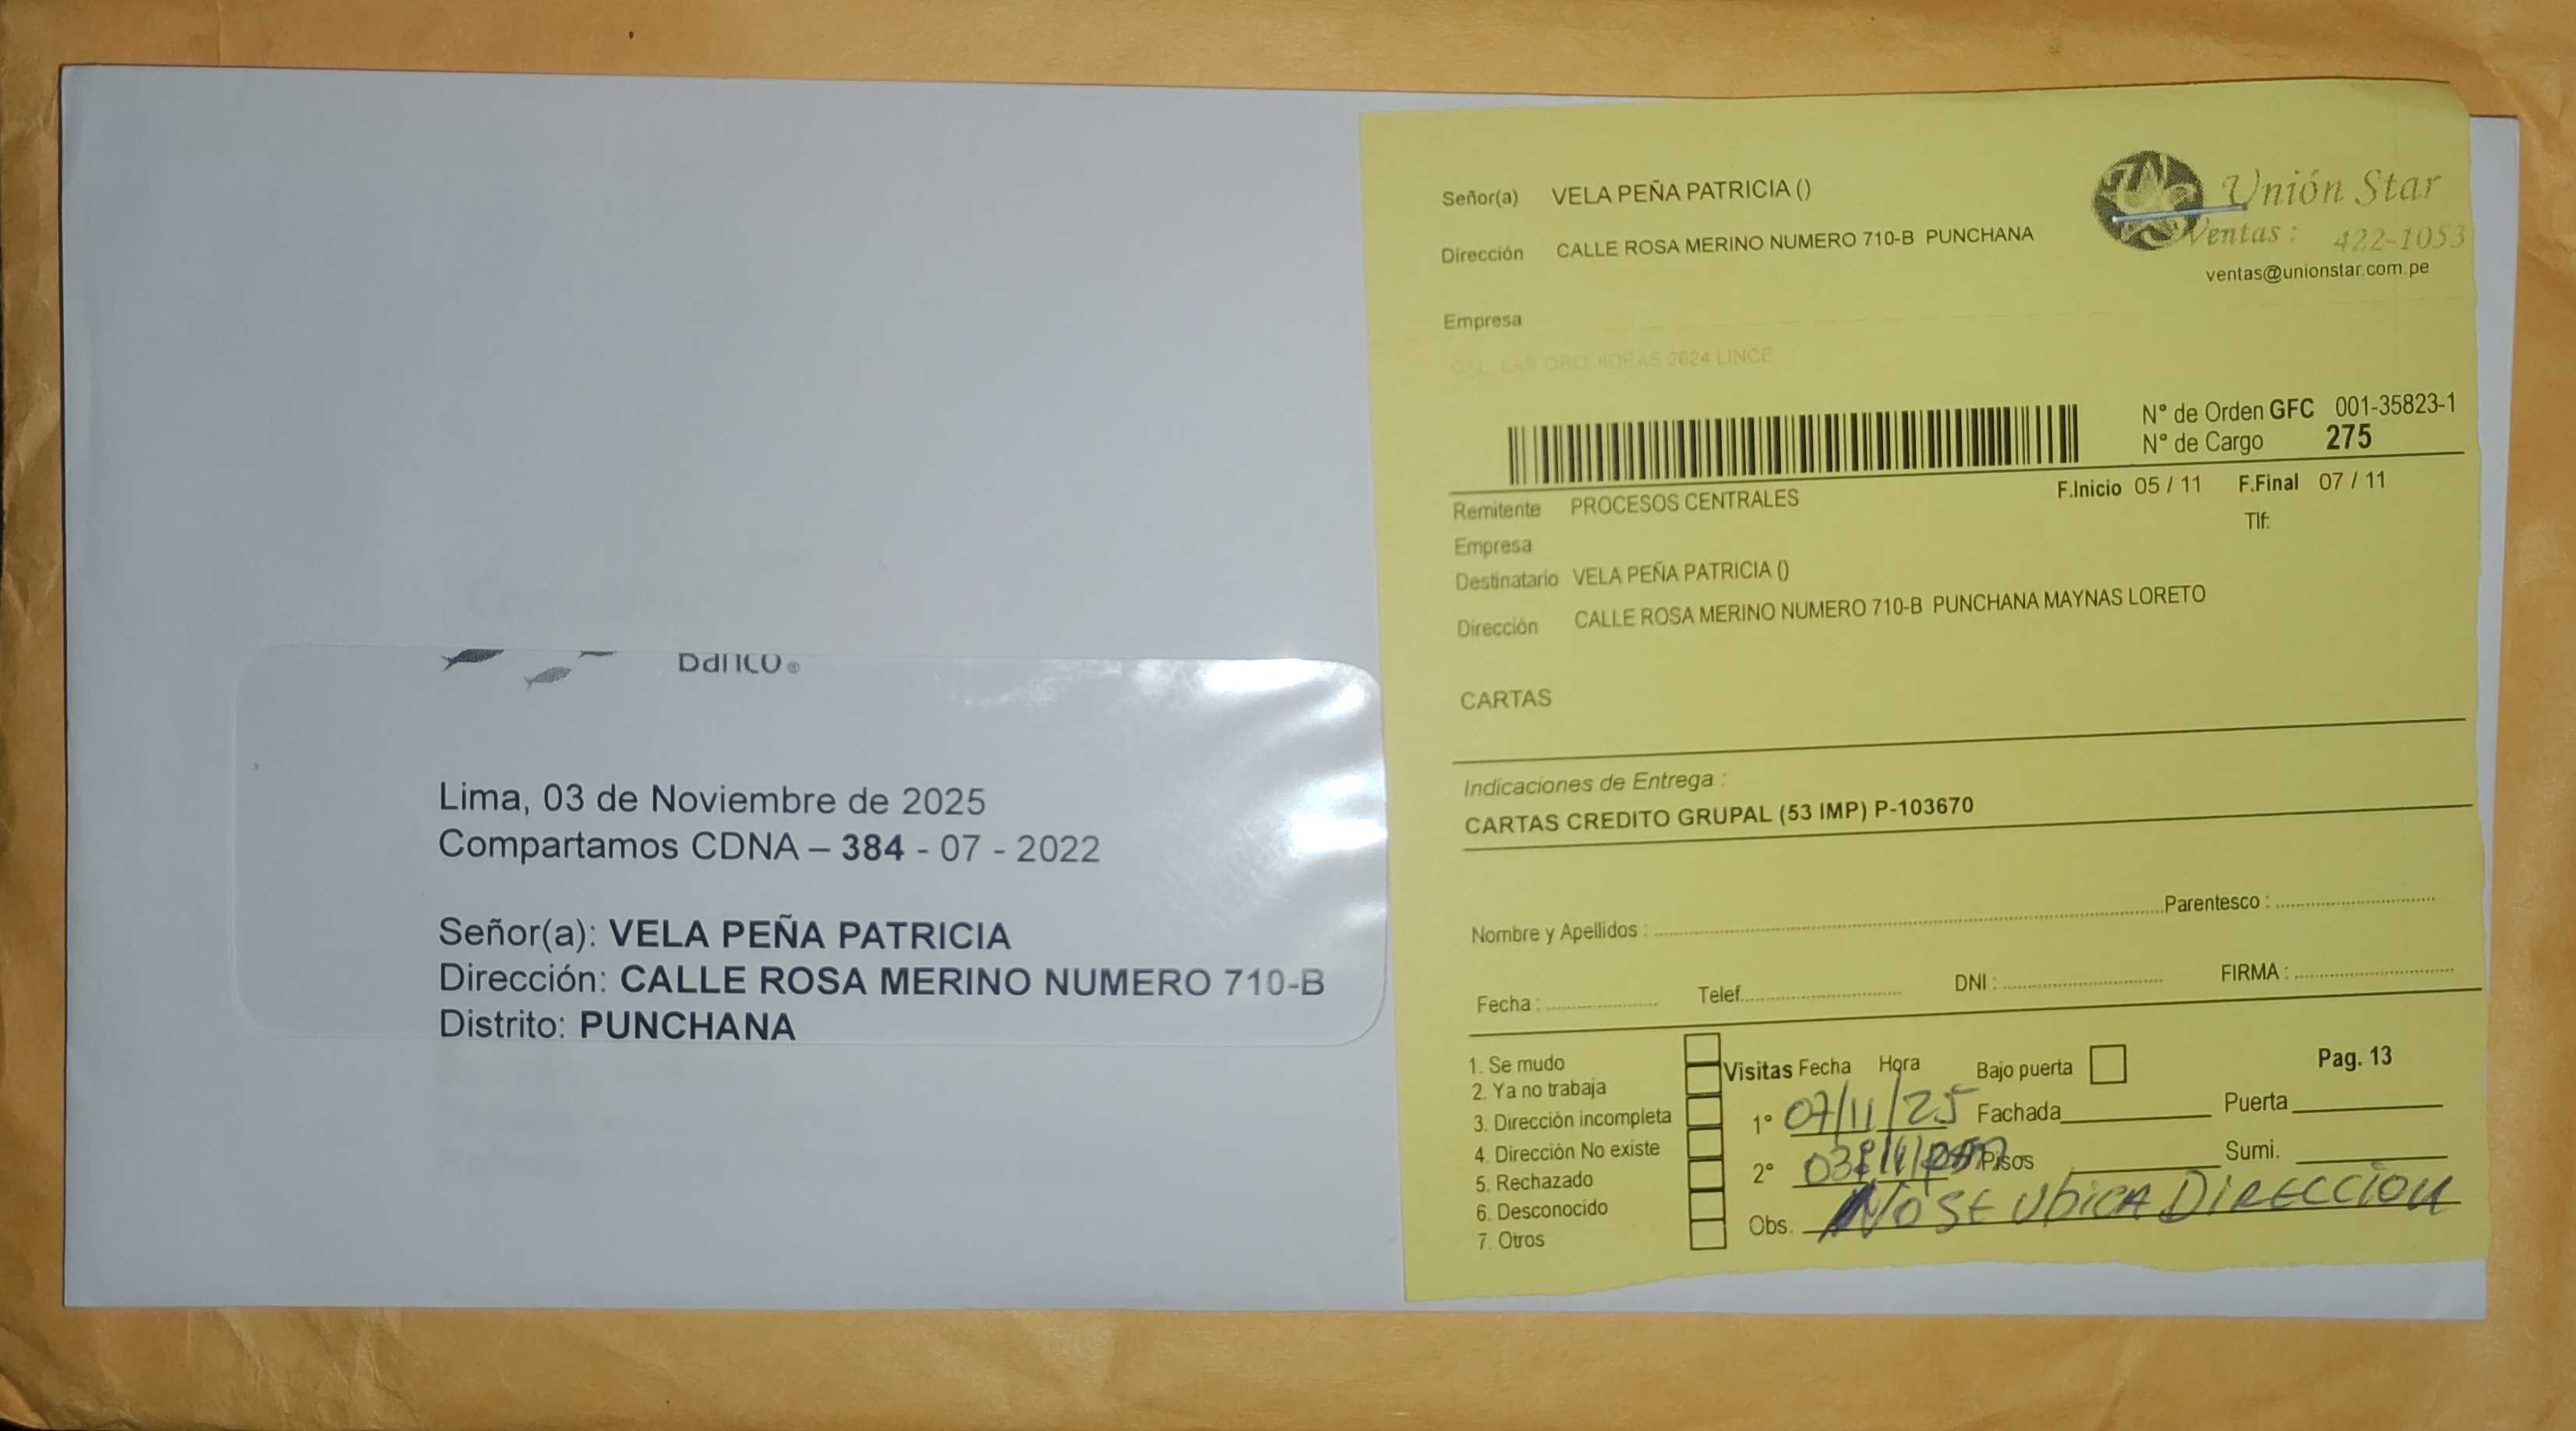 Banco®
Lima, 03 de Noviembre de 2025
Compartamos CDNA – 384 - 07 - 2022
Señor(a): VELA PEÑA PATRICIA
Dirección: CALLE ROSA MERINO NUMERO 710-B
Distrito: PUNCHANA
Señor(a) VELA PEÑA PATRICIA ()
Dirección CALLE ROSA MERINO NUMERO 710-B PUNCHANA
Unión Star
Ventas : 422-1053
ventas@unionstar.com.pe
Empresa
CAL. LAS ORQUIDEAS 2624 LINCE
N° de Orden GFC 001-35823-1
N° de Cargo 275
Remitente PROCESOS CENTRALES
F.Inicio 05 / 11 F.Final 07 / 11
Tlf:
Empresa
Destinatario VELA PEÑA PATRICIA ()
Dirección CALLE ROSA MERINO NUMERO 710-B PUNCHANA MAYNAS LORETO
CARTAS
Indicaciones de Entrega :
CARTAS CREDITO GRUPAL (53 IMP) P-103670
Nombre y Apellidos : Parentesco :
Fecha : Telef. DNI : FIRMA :
1. Se mudo
2. Ya no trabaja
3. Dirección incompleta
4. Dirección No existe
5. Rechazado
6. Desconocido
7. Otros
Visitas Fecha Hora Bajo puerta Pag. 13
1° 07/11/25 Fachada Puerta
2° Pisos Sumi.
Obs. NO SE UbiCA DIRECCIOU